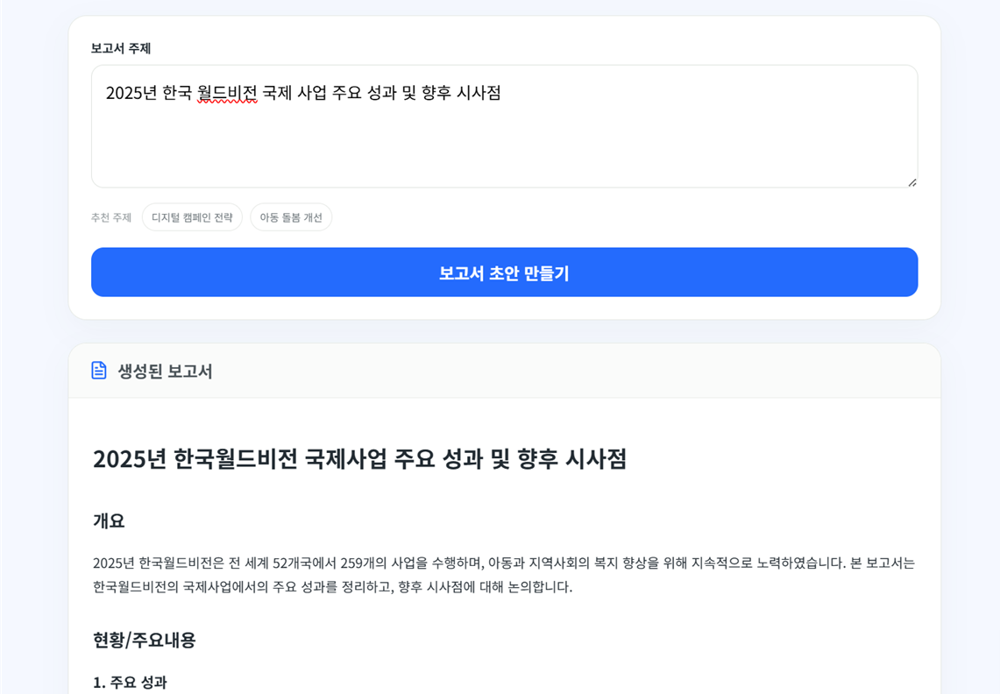 보고서 주제
2025년 한국 월드비전 국제 사업 주요 성과 및 향후 시사점
추천 주제 디지털 캠페인 전략 아동 돌봄 개선
보고서 초안 만들기
생성된 보고서
2025년 한국월드비전 국제사업 주요 성과 및 향후 시사점
개요
2025년 한국월드비전은 전 세계 52개국에서 259개의 사업을 수행하며, 아동과 지역사회의 복지 향상을 위해 지속적으로 노력하였습니다. 본 보고서는
한국월드비전의 국제사업에서의 주요 성과를 정리하고, 향후 시사점에 대해 논의합니다.
현황/주요내용
1. 주요 성과